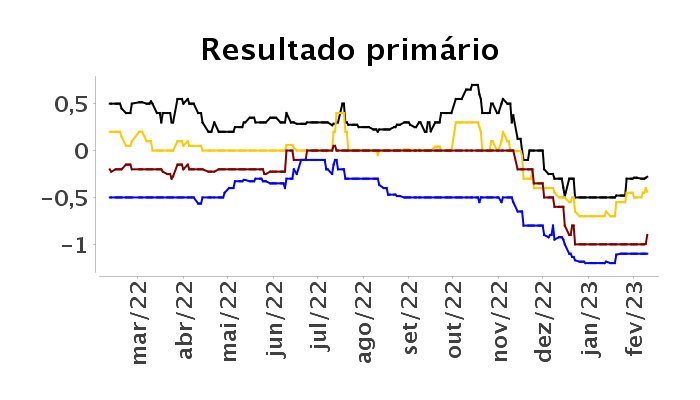 Resultado primário
0,5
0
−0,5
−1
mar/22
abr/22
mai/22
jun/22
jul/22
ago/22
set/22
out/22
nov/22
dez/22
jan/23
fev/23